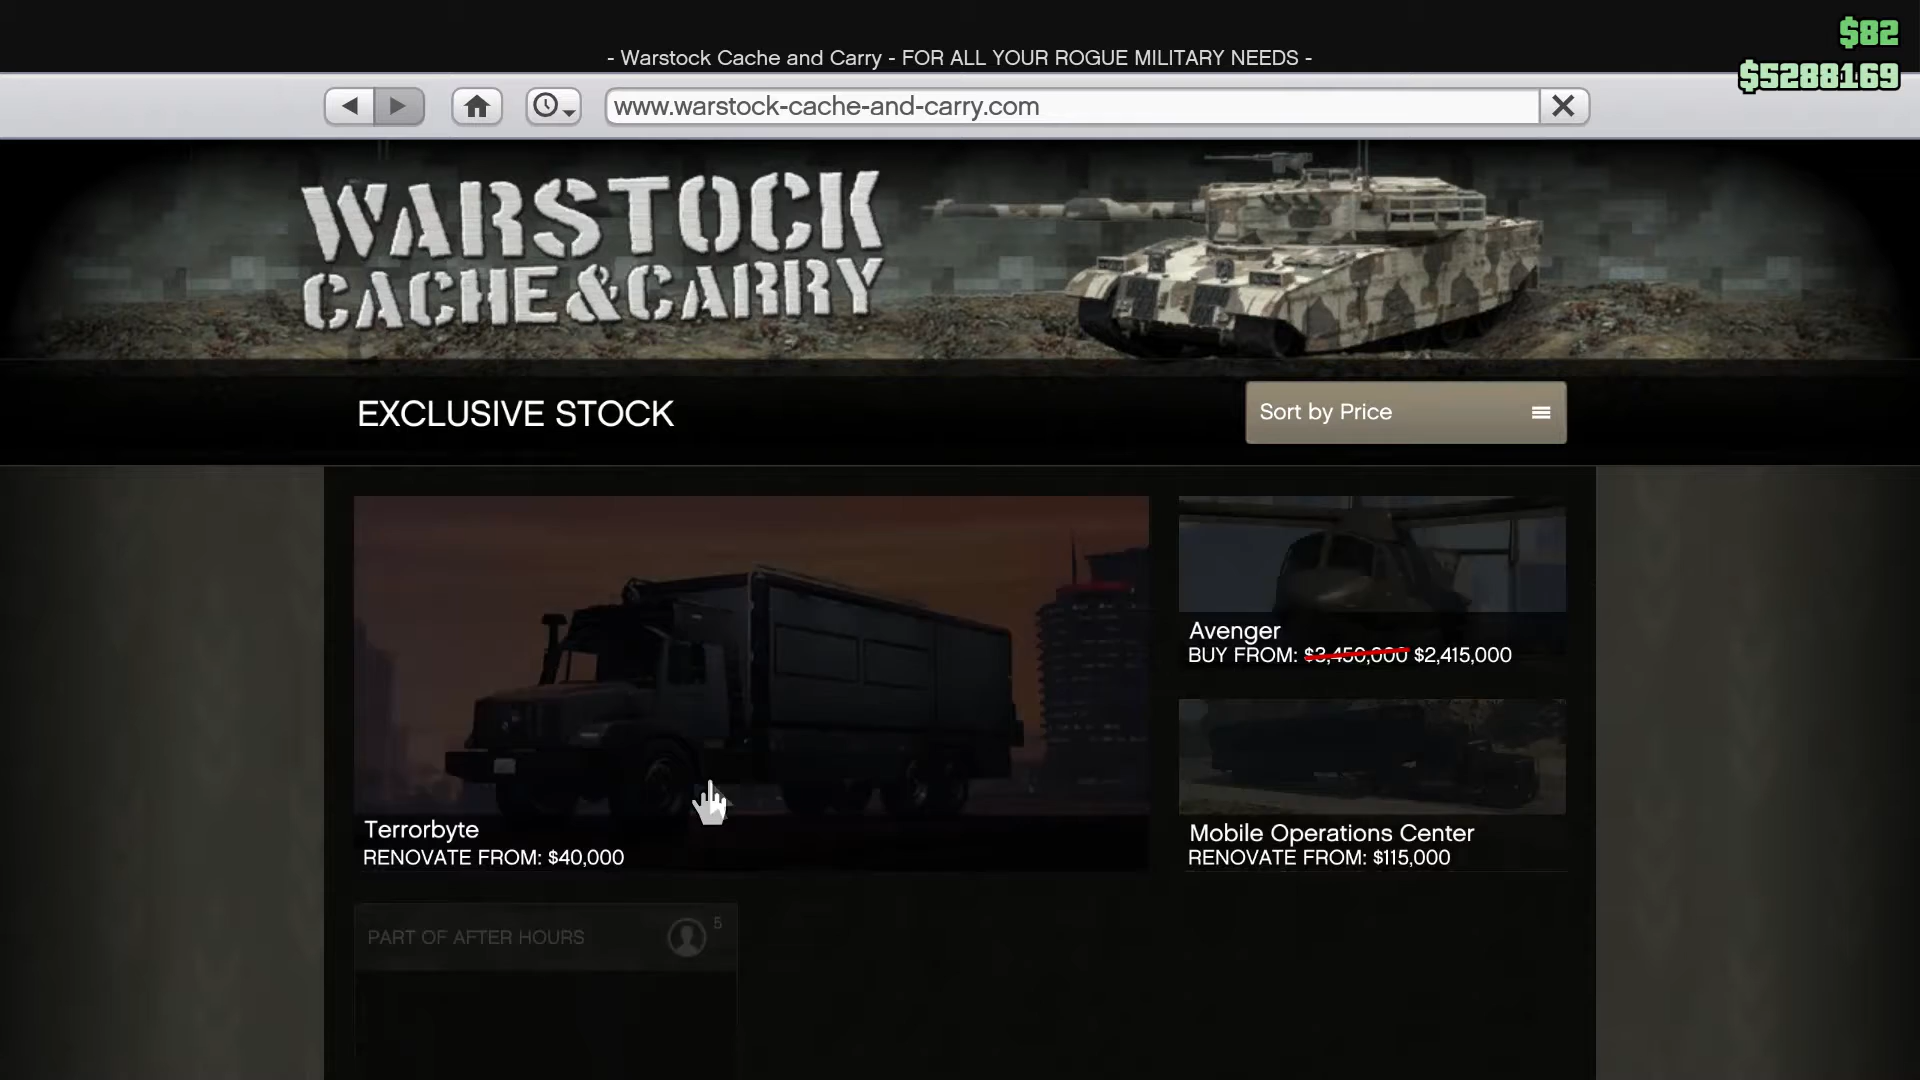 $82
- Warstock Cache and Carry - FOR ALL YOUR ROGUE MILITARY NEEDS -
$5288169
www.warstock-cache-and-carry.com
WARSTOCK
CACHE&CARRY
EXCLUSIVE STOCK
Sort by Price
Avenger
BUY FROM: $3,450,000 $2,415,000
Terrorbyte
RENOVATE FROM: $40,000
Mobile Operations Center
RENOVATE FROM: $115,000
PART OF AFTER HOURS
5